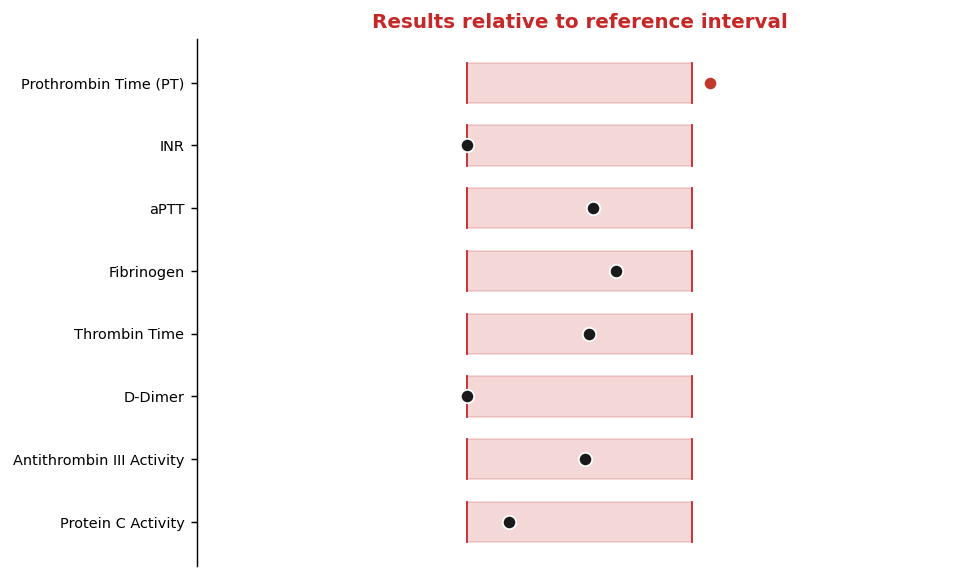 Results relative to reference interval
Prothrombin Time (PT)
INR
aPTT
Fibrinogen
Thrombin Time
D-Dimer
Antithrombin III Activity
Protein C Activity